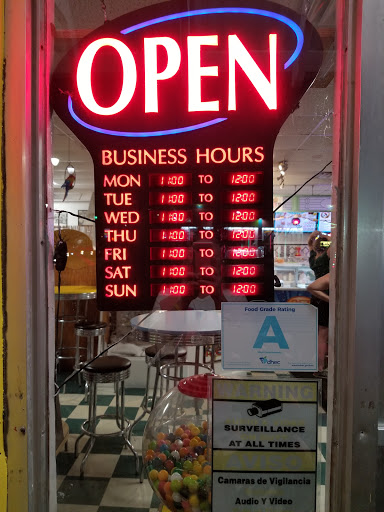 OPEN
BUSINESS HOURS
MON 11:00 TO 12:00
TUE 11:00 TO 12:00
WED 11:00 TO 12:00
THU 11:00 TO 12:00
FRI 11:00 TO 12:00
SAT 11:00 TO 12:00
SUN 11:00 TO 12:00
Food Grade Rating
A
dhec
WARNING
SURVEILLANCE
AT ALL TIMES
Camaras de Vigilancia
Audio Y Video